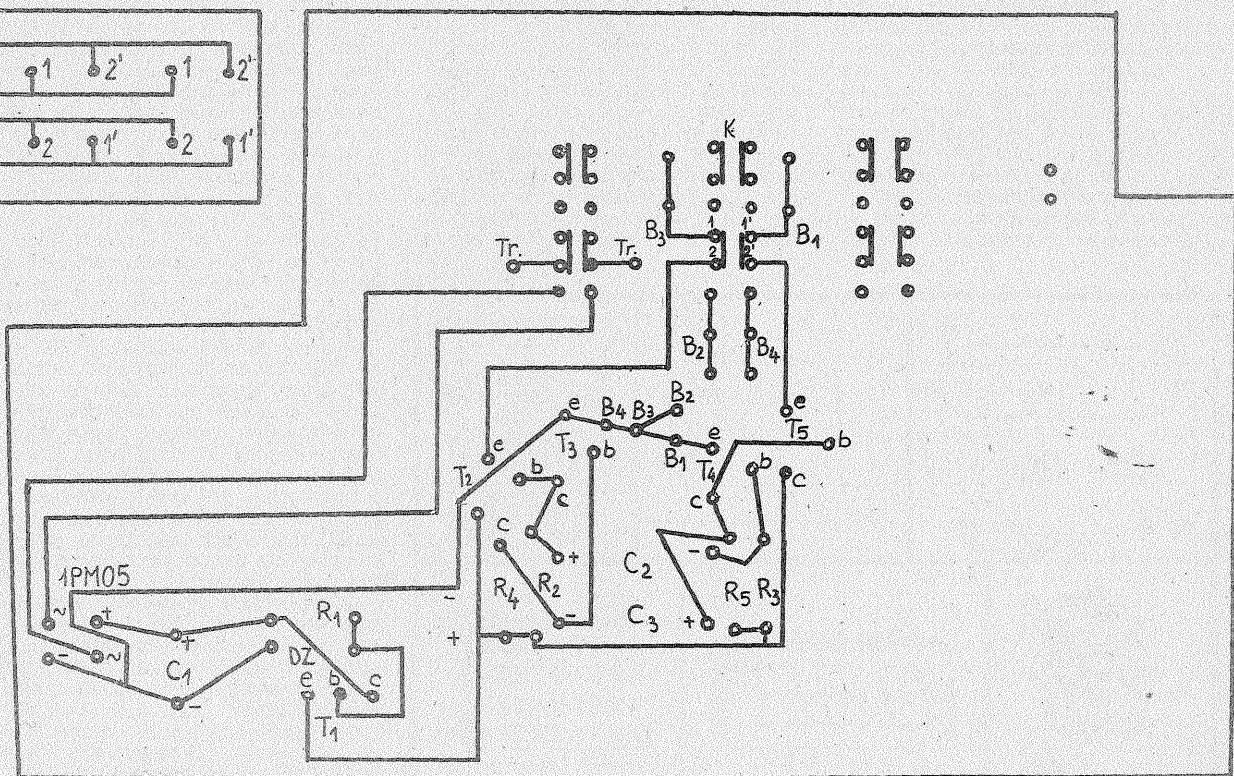 1 2' 1 2'
2 1' 2 1'
K
B3 1 1' B1
Tr. Tr. 2 2'
B2 B4
e B4 B3 B2 e
T5
B1 e b
e T2 T3 b T4 b c
b c c
c
+ -
1PM05 R4 R2 C2 R5 R3
- -
~ + R1 C3 +
+ +
- ~ C1 DZ
e b c
-
T1